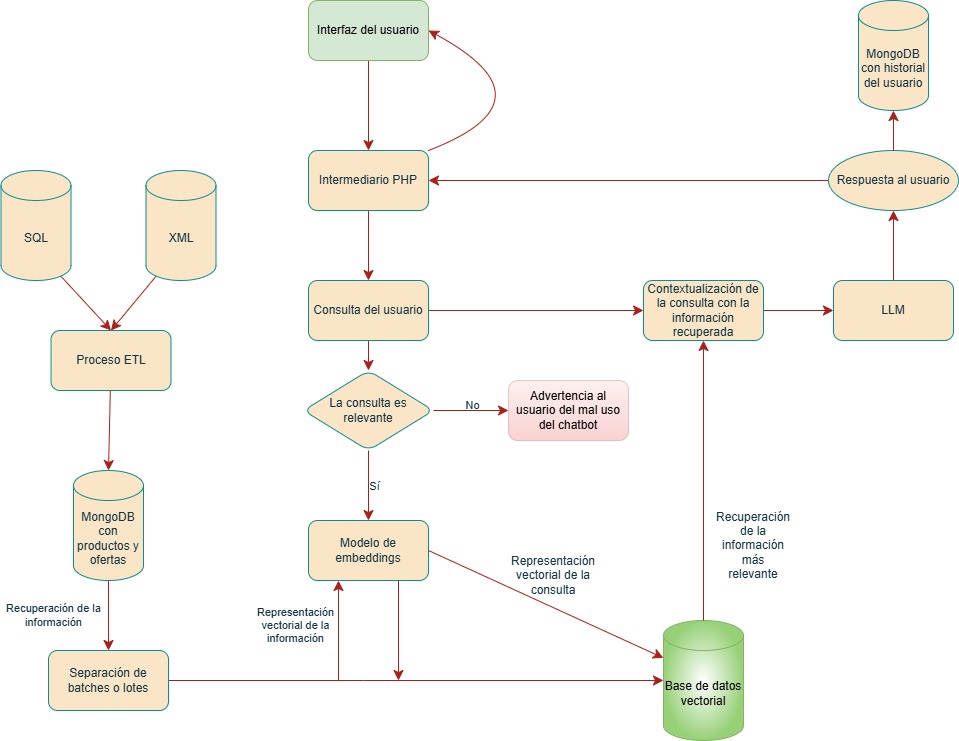 Interfaz del usuario
MongoDB
con historial
del usuario
Intermediario PHP
Respuesta al usuario
SQL
XML
Consulta del usuario
Contextualización de
la consulta con la
información
recuperada
LLM
Proceso ETL
La consulta es
relevante
No
Advertencia al
usuario del mal uso
del chatbot
Sí
MongoDB
con
productos y
ofertas
Modelo de
embeddings
Representación
vectorial de la
consulta
Recuperación
de la
información
más
relevante
Recuperación de la
información
Representación
vectorial de la
información
Separación de
batches o lotes
Base de datos
vectorial